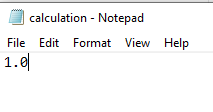 calculation - Notepad
File Edit Format View Help
1.0